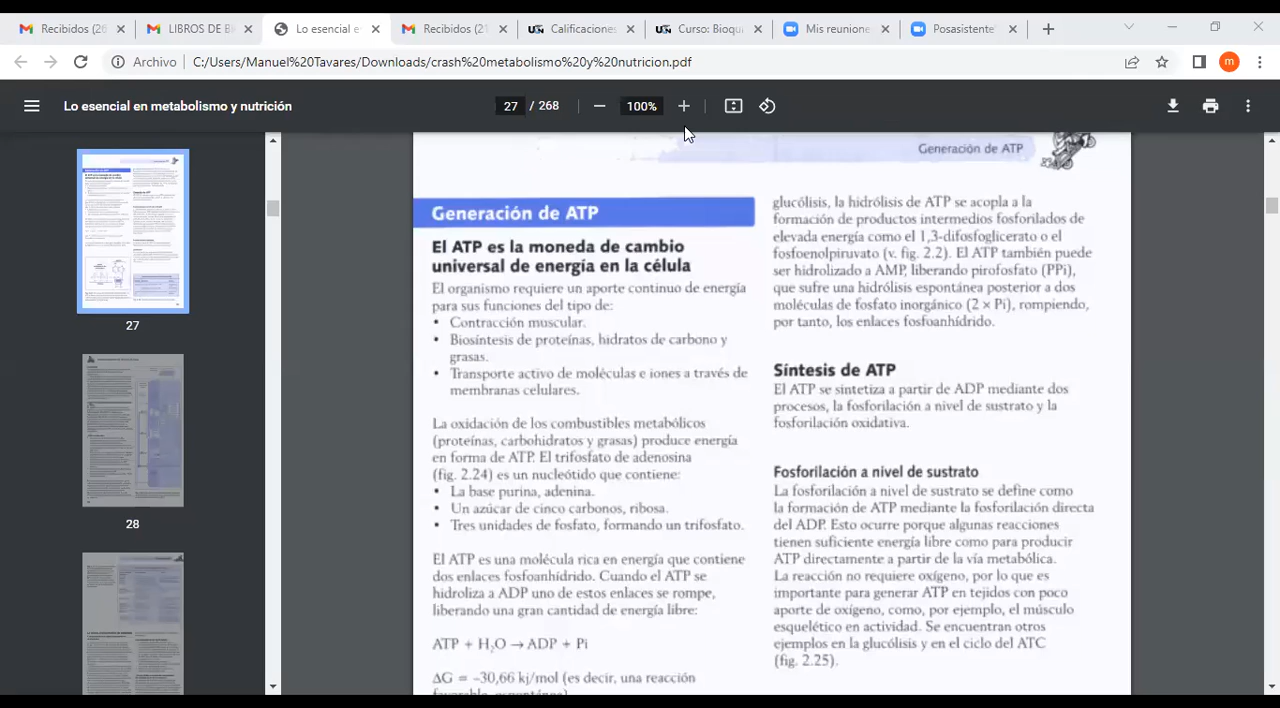 Recibidos (26
LIBROS DE B
Lo esencial e
Recibidos (2
Calificaciones
Curso: Bioqu
Mis reunione
Posasistente
Archivo
C:/Users/Manuel%20Tavares/Downloads/crash%20metabolismo%20y%20nutricion.pdf
m
Lo esencial en metabolismo y nutrición
27 / 268
100%
27
28
Generación de ATP
Generación de ATP
El ATP es la moneda de cambio
universal de energía en la célula
El organismo requiere un aporte continuo de energía
para sus funciones del tipo de:
• Contracción muscular.
• Biosíntesis de proteínas, hidratos de carbono y
grasas.
• Transporte activo de moléculas e iones a través de
membranas celulares.
La oxidación de los combustibles metabólicos
(proteínas, carbohidratos y grasas) produce energía
en forma de ATP. El trifosfato de adenosina
(fig. 2.24) es un nucleótido que contiene:
• La base purina, adenina.
• Un azúcar de cinco carbonos, ribosa.
• Tres unidades de fosfato, formando un trifosfato.
El ATP es una molécula rica en energía que contiene
dos enlaces fosfoanhídrido. Cuando el ATP se
hidroliza a ADP uno de estos enlaces se rompe,
liberando una gran cantidad de energía libre:
ATP + H₂O → ADP + Pi
ΔG = –30,66 kj/mol (es decir, una reacción
favorable, espontánea)
glucólisis, la hidrólisis de ATP se acopla a la
formación de productos intermedios fosforilados de
elevada energía como el 1,3-difosfoglicerato o el
fosfoenolpiruvato (v. fig. 2.2). El ATP también puede
ser hidrolizado a AMP, liberando pirofosfato (PPi),
que sufre una hidrólisis espontánea posterior a dos
moléculas de fosfato inorgánico (2 × Pi), rompiendo,
por tanto, los enlaces fosfoanhídrido.
Síntesis de ATP
El ATP se sintetiza a partir de ADP mediante dos
procesos, la fosforilación a nivel de sustrato y la
fosforilación oxidativa.
Fosforilación a nivel de sustrato
La fosforilación a nivel de sustrato se define como
la formación de ATP mediante la fosforilación directa
del ADP. Esto ocurre porque algunas reacciones
tienen suficiente energía libre como para producir
ATP directamente a partir de la vía metabólica.
La reacción no requiere oxígeno, por lo que es
importante para generar ATP en tejidos con poco
aporte de oxígeno, como, por ejemplo, el músculo
esquelético en actividad. Se encuentran otros
ejemplos en la glucólisis y en el ciclo del ATC
(fig. 2.25).